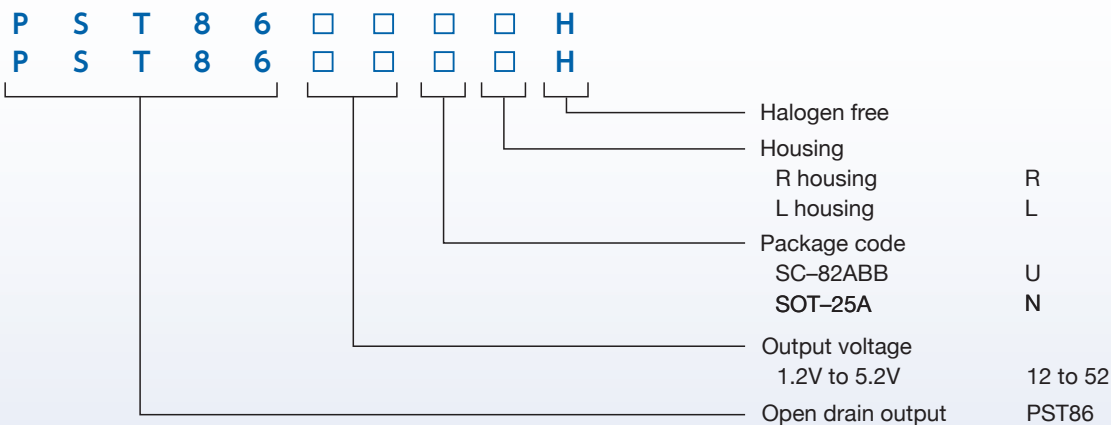 P S T 8 6 □ □ □ □ H
P S T 8 6 □ □ □ □ H
Halogen free
Housing
R housing R
L housing L
Package code
SC–82ABB U
SOT–25A N
Output voltage
1.2V to 5.2V 12 to 52
Open drain output PST86